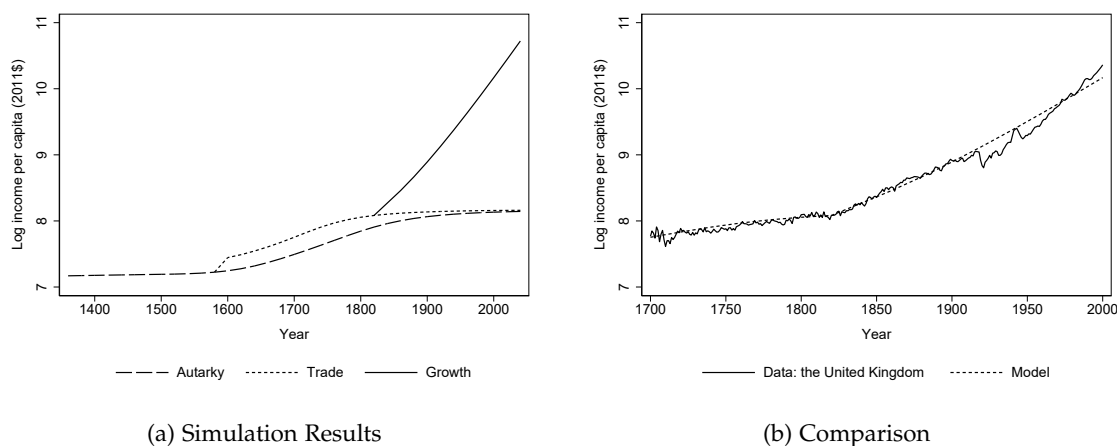 Log income per capita (2011$)
11
10
9
8
7
1400 1500 1600 1700 1800 1900 2000
Year
Autarky Trade Growth
(a) Simulation Results
Log income per capita (2011$)
11
10
9
8
7
1700 1750 1800 1850 1900 1950 2000
Year
Data: the United Kingdom Model
(b) Comparison